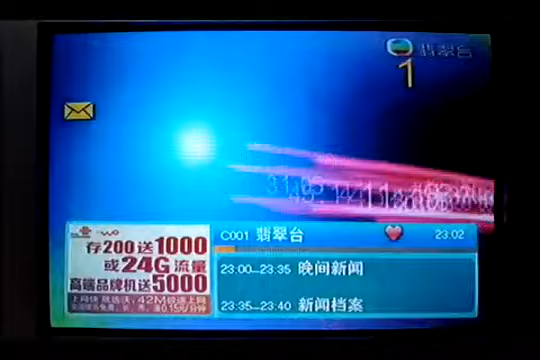 翡翠台
1
wo
存200送1000
或24G流量
高端品牌机送5000
C001 翡翠台 23:02
23:00-23:35 晚间新闻
23:35-23:40 新闻档案